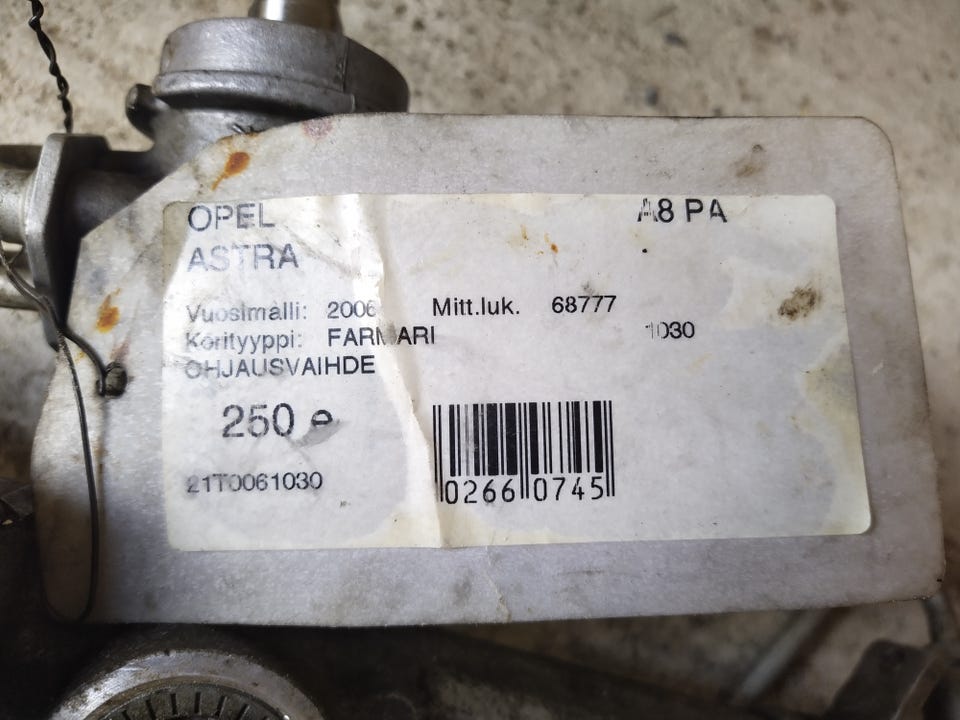 OPEL A8 PA
ASTRA
Vuosimalli: 2006 Mitt.luk. 68777
Korityyppi: FARMARI 1030
OHJAUSVAIHDE
250 e
21T0061030
0266 0745